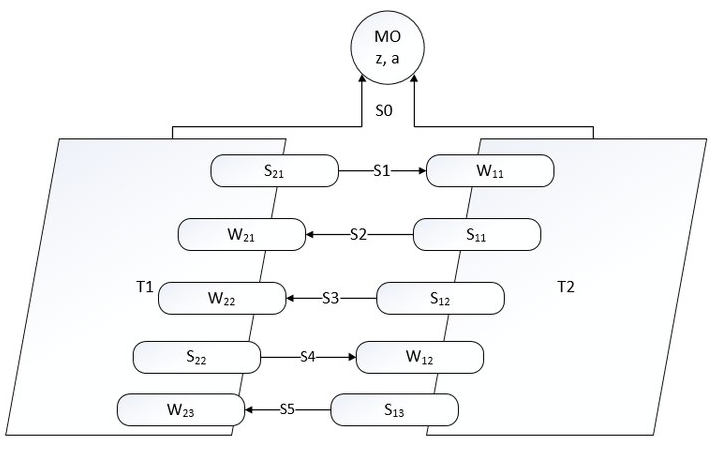 MO
z, a
S0
S₂₁ S1 W₁₁
W₂₁ S2 S₁₁
T1 T2
W₂₂ S3 S₁₂
S₂₂ S4 W₁₂
W₂₃ S5 S₁₃